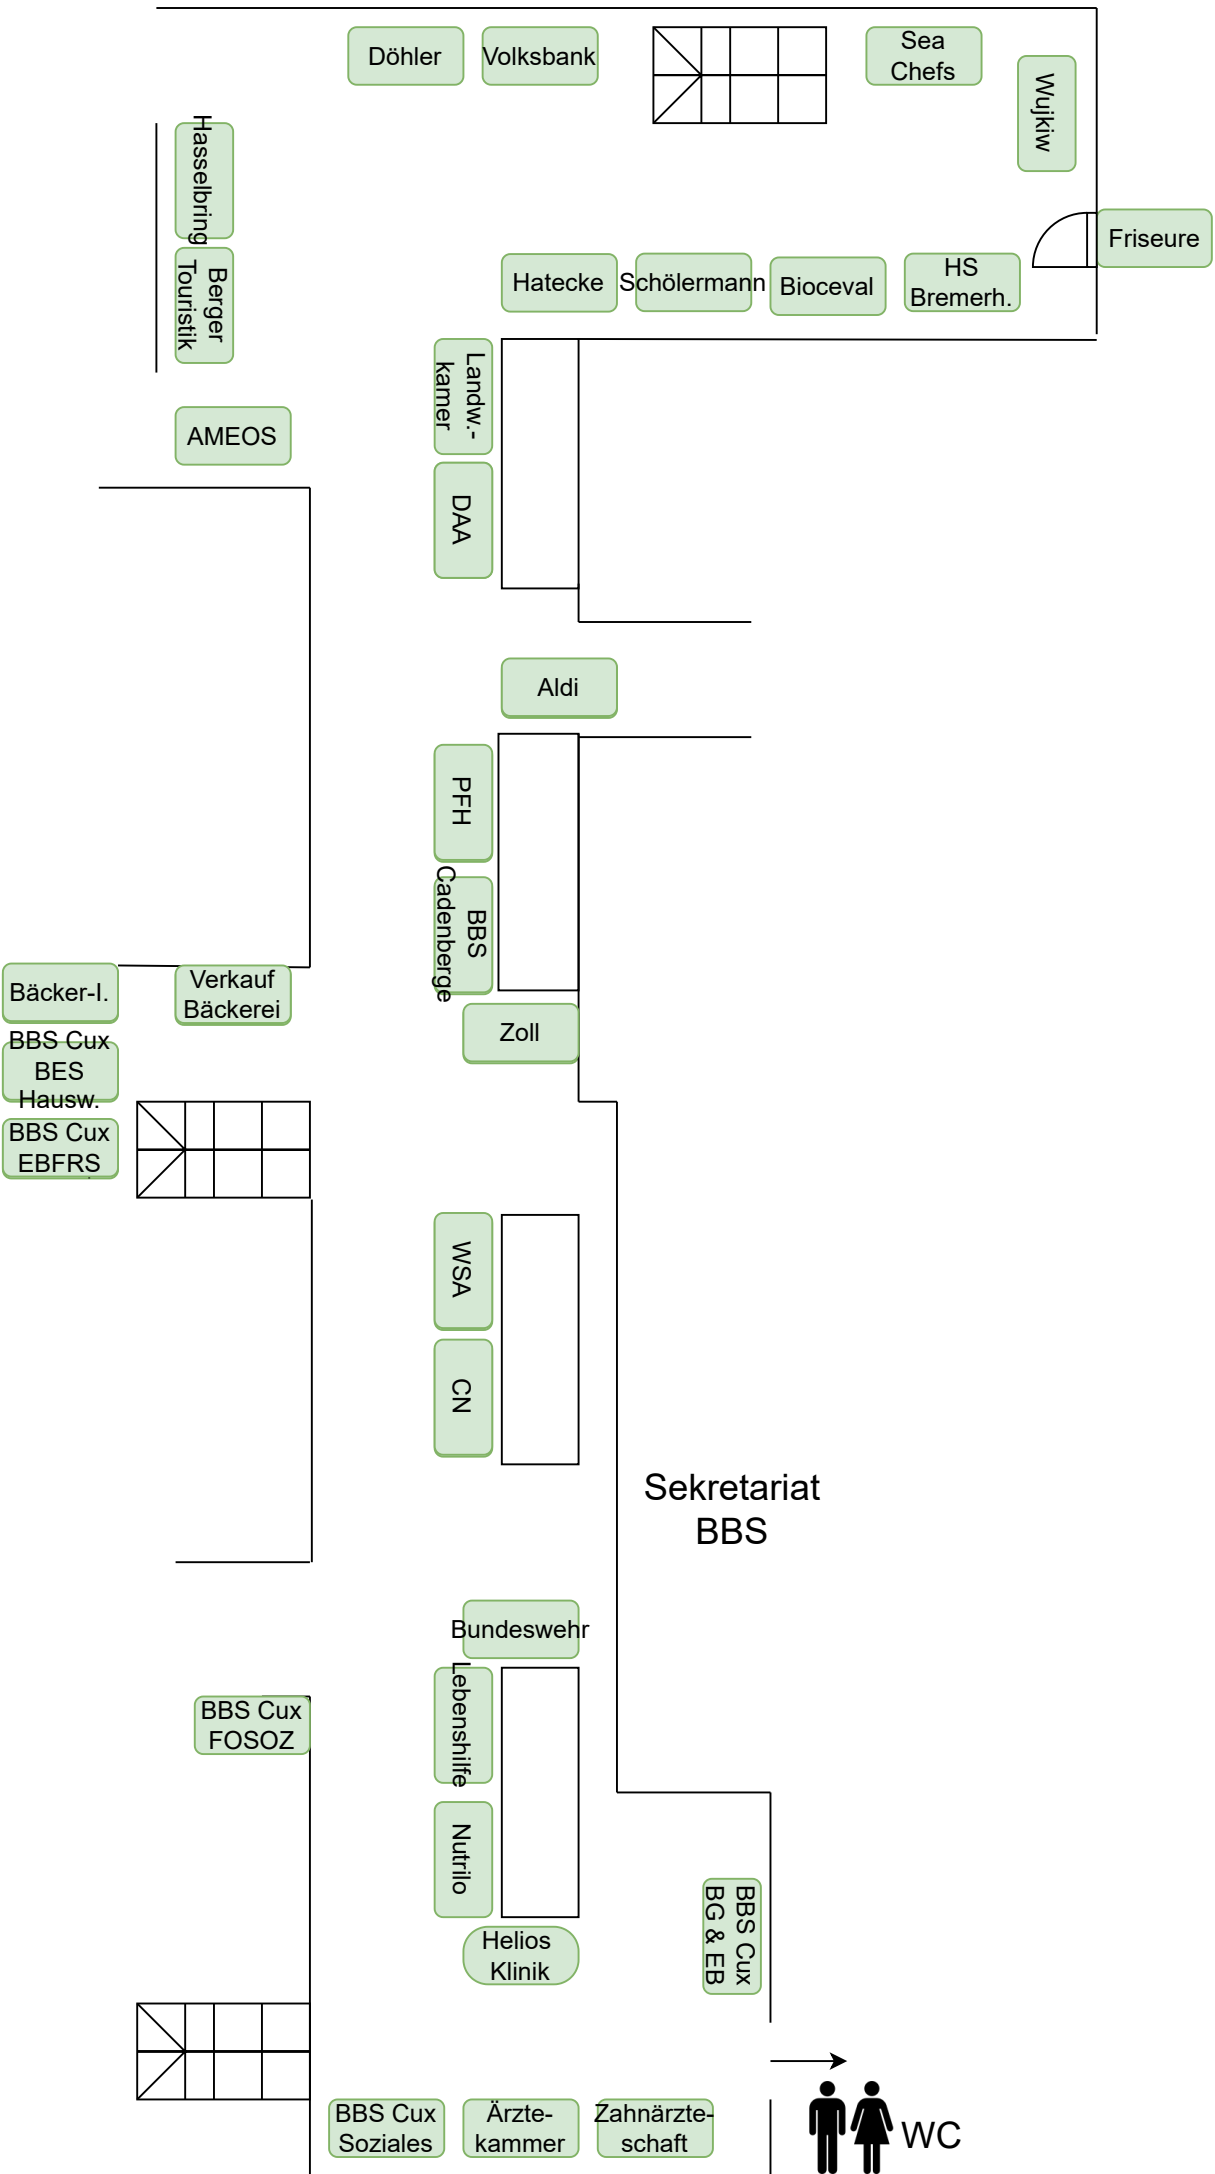 Döhler
Volksbank
Sea
Chefs
Wujkiw
Hasselbring
Friseure
Berger
Touristik
Hatecke
Schölermann
Bioceval
HS
Bremerh.
Landw.-
kamer
AMEOS
DAA
Aldi
PFH
BBS
Cadenberge
Bäcker-I.
Verkauf
Bäckerei
Zoll
BBS Cux
BES
Hausw.
BBS Cux
EBFRS
WSA
CN
Sekretariat
BBS
Bundeswehr
Lebenshilfe
BBS Cux
FOSOZ
Nutrilo
BBS Cux
BG & EB
Helios
Klinik
BBS Cux
Soziales
Ärzte-
kammer
Zahnärzte-
schaft
WC